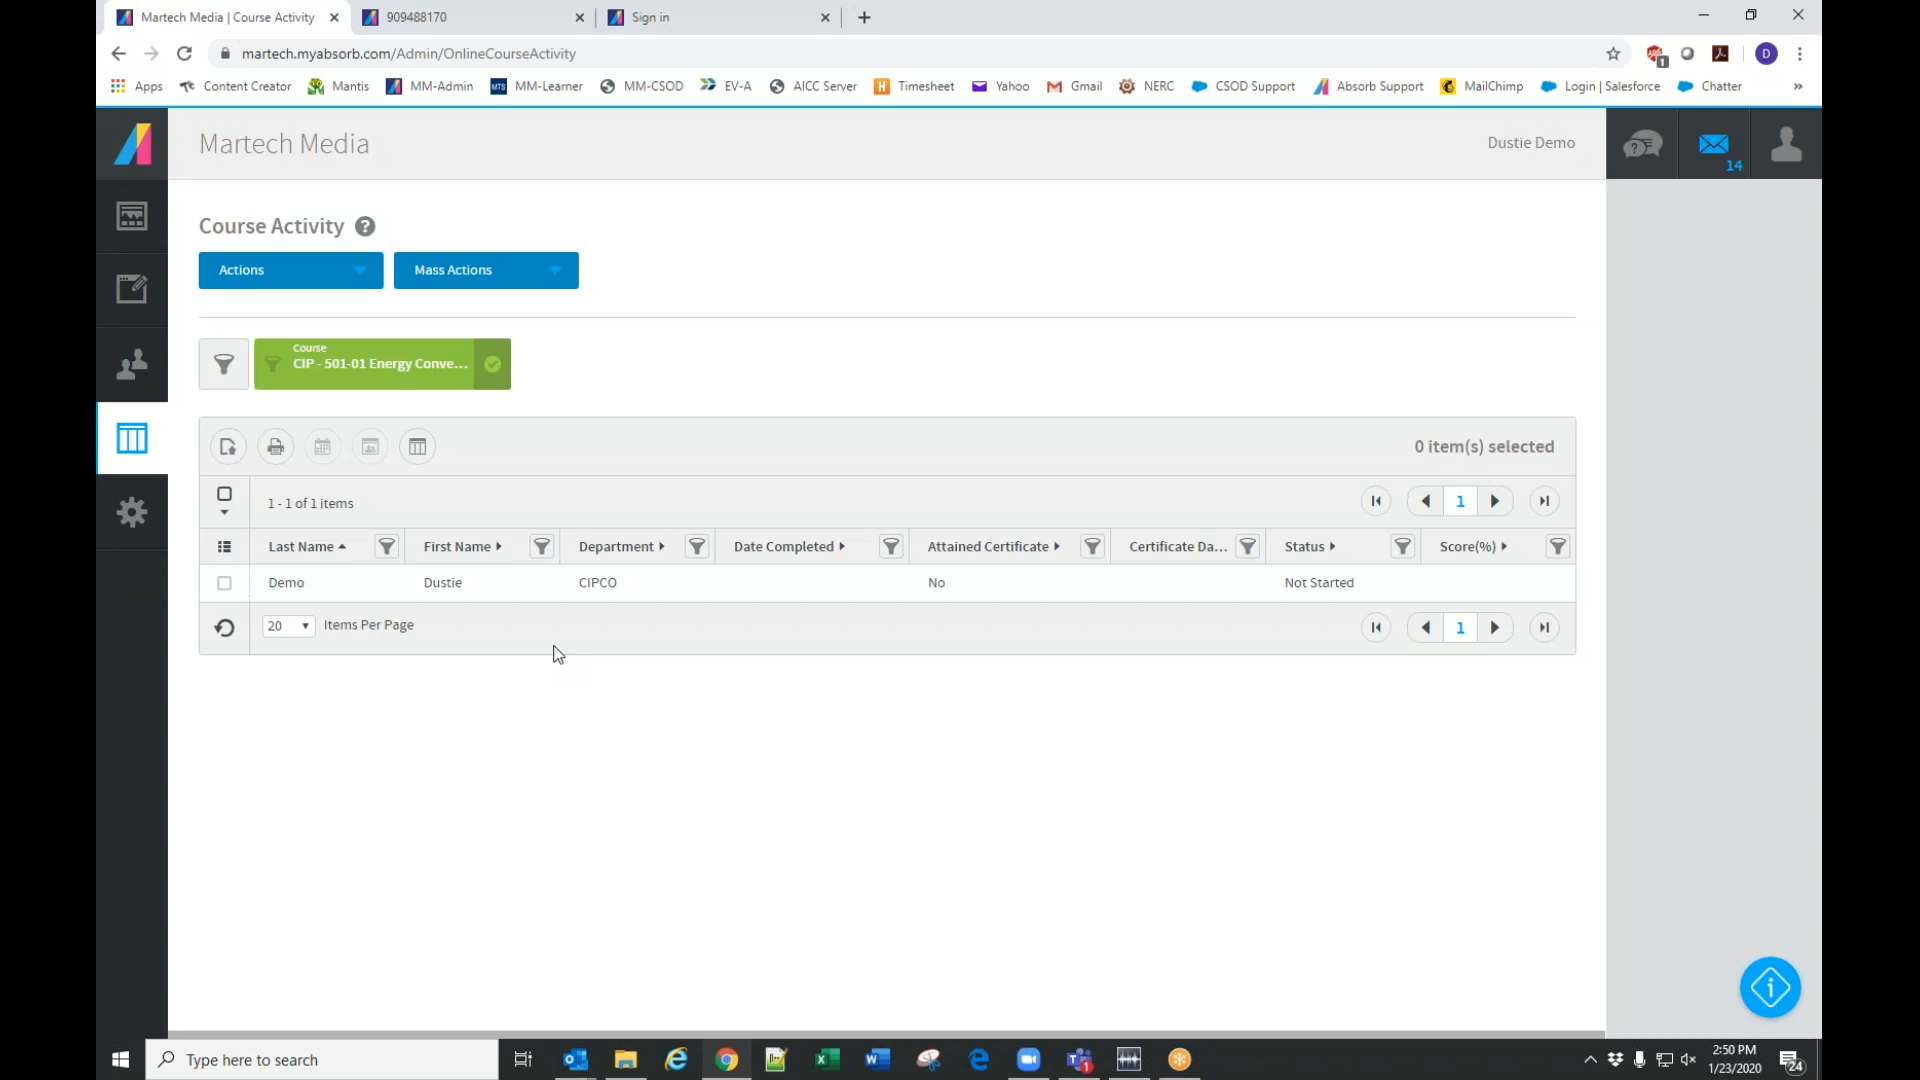 Martech Media | Course Activity
909488170
Sign in
martech.myabsorb.com/Admin/OnlineCourseActivity
1
D
Apps
Content Creator
Mantis
MM-Admin
MM-Learner
MM-CSOD
EV-A
AICC Server
Timesheet
Yahoo
Gmail
NERC
CSOD Support
Absorb Support
MailChimp
Login | Salesforce
Chatter
»
Martech Media
Dustie Demo
14
Course Activity
Actions
Mass Actions
Course
CIP - 501-01 Energy Conve...
0 item(s) selected
1 - 1 of 1 items
1
Last Name
First Name
Department
Date Completed
Attained Certificate
Certificate Da...
Status
Score(%)
Demo
Dustie
CIPCO
No
Not Started
20
Items Per Page
1
Type here to search
2:50 PM
1/23/2020
24